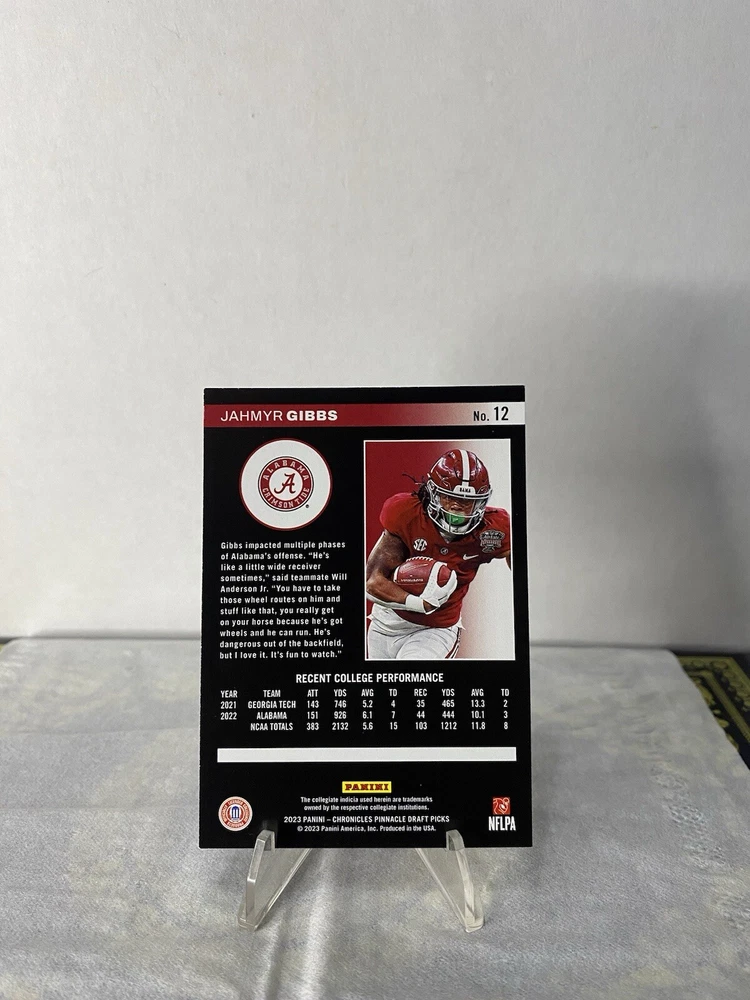 JAHMYR GIBBS
No. 12
ALABAMA
A
CRIMSON TIDE
BAMA
SEC
Gibbs impacted multiple phases
of Alabama's offense. “He's
like a little wide receiver
sometimes,” said teammate Will
Anderson Jr. “You have to take
those wheel routes on him and
stuff like that, you really get
on your horse because he's got
wheels and he can run. He's
dangerous out of the backfield,
but I love it. It's fun to watch.”
RECENT COLLEGE PERFORMANCE
YEAR TEAM ATT YDS AVG TD REC YDS AVG TD
2021 GEORGIA TECH 143 746 5.2 4 35 465 13.3 2
2022 ALABAMA 151 926 6.1 7 44 444 10.1 3
NCAA TOTALS 383 2132 5.6 15 103 1212 11.8 8
PANINI
The collegiate indicia used herein are trademarks
owned by the respective collegiate institutions.
2023 PANINI – CHRONICLES PINNACLE DRAFT PICKS
© 2023 Panini America, Inc. Produced in the USA.
NFLPA